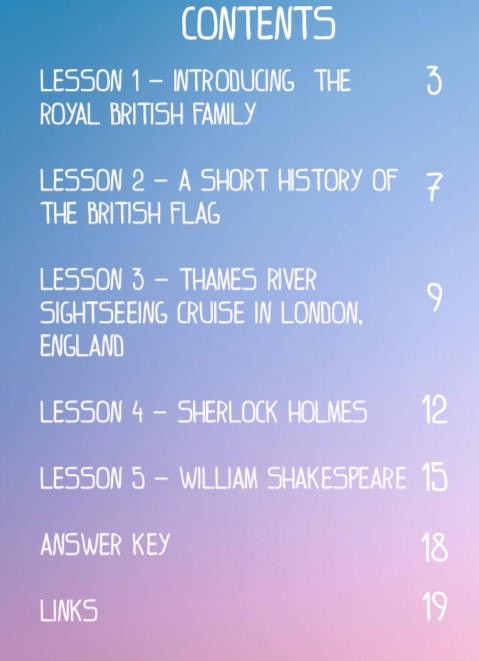 CONTENTS
LESSON 1 – INTRODUCING THE 3
ROYAL BRITISH FAMILY
LESSON 2 – A SHORT HISTORY OF 7
THE BRITISH FLAG
LESSON 3 – THAMES RIVER
SIGHTSEEING CRUISE IN LONDON, 9
ENGLAND
LESSON 4 – SHERLOCK HOLMES 12
LESSON 5 – WILLIAM SHAKESPEARE 15
ANSWER KEY 18
LINKS 19